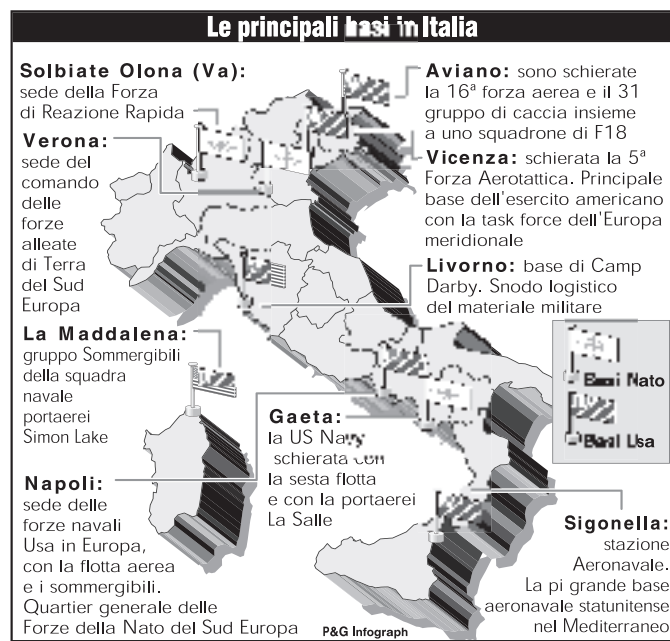 Le principali basi in Italia
Solbiate Olona (Va):
sede della Forza
di Reazione Rapida
Verona:
sede del
comando
delle
forze
alleate
di Terra
del Sud
Europa
La Maddalena:
gruppo Sommergibili
della squadra
navale
portaerei
Simon Lake
Napoli:
sede delle
forze navali
Usa in Europa,
con la flotta aerea
e i sommergibili.
Quartier generale delle
Forze della Nato del Sud Europa
Gaeta:
la US Navy
schierata con
la sesta flotta
e con la portaerei
La Salle
Aviano: sono schierate
la 16ª forza aerea e il 31
gruppo di caccia insieme
a uno squadrone di F18
Vicenza: schierata la 5ª
Forza Aerotattica. Principale
base dell'esercito americano
con la task force dell'Europa
meridionale
Livorno: base di Camp
Darby. Snodo logistico
del materiale militare
Basi Nato
Basi Usa
Sigonella:
stazione
Aeronavale.
La pi grande base
aeronavale statunitense
nel Mediterraneo
P&G Infograph